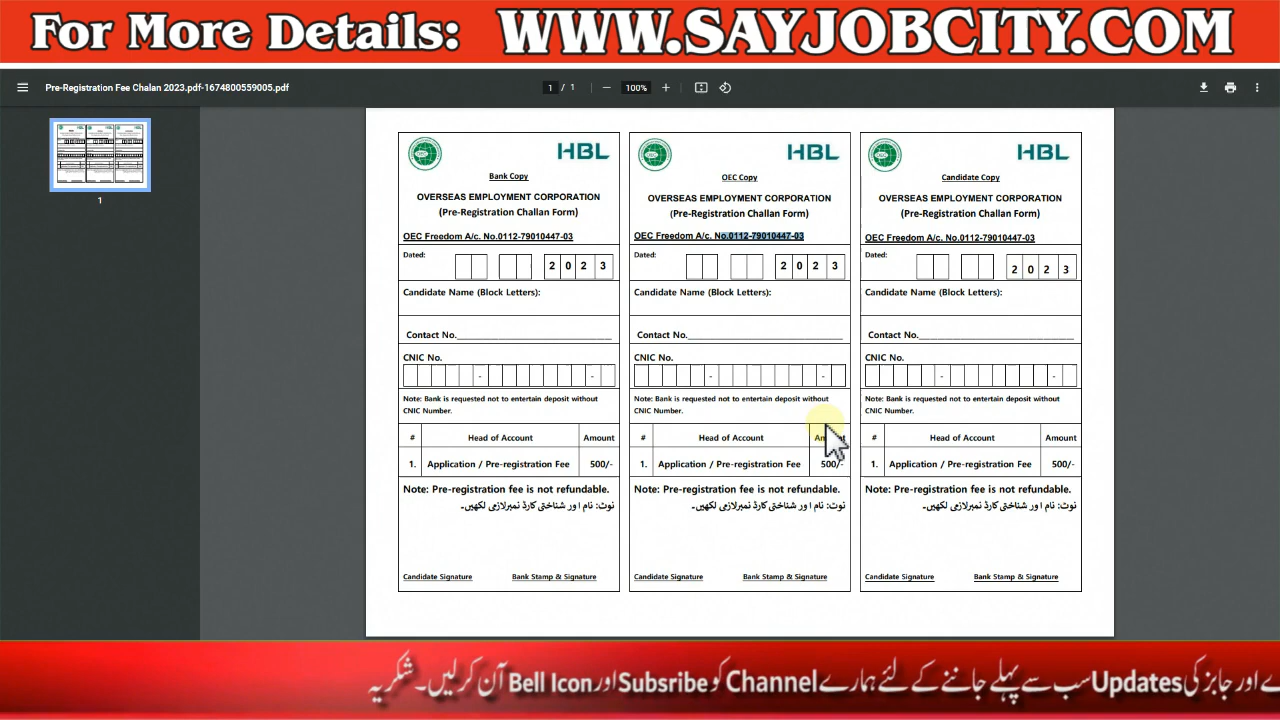 For More Details: WWW.SAYJOBCITY.COM
Pre-Registration Fee Chalan 2023.pdf-1674800559005.pdf
1 / 1
100%
1
HBL
Bank Copy
OVERSEAS EMPLOYMENT CORPORATION
(Pre-Registration Challan Form)
OEC Freedom A/c. No.0112-79010447-03
Dated:
2 0 2 3
Candidate Name (Block Letters):
Contact No.
CNIC No.
- -
Note: Bank is requested not to entertain deposit without
CNIC Number.
# Head of Account Amount
1. Application / Pre-registration Fee 500/-
Note: Pre-registration fee is not refundable.
نوٹ: نام اور شناختی کارڈ نمبر لازمی لکھیں۔
Candidate Signature Bank Stamp & Signature
HBL
OEC Copy
OVERSEAS EMPLOYMENT CORPORATION
(Pre-Registration Challan Form)
OEC Freedom A/c. No.0112-79010447-03
Dated:
2 0 2 3
Candidate Name (Block Letters):
Contact No.
CNIC No.
- -
Note: Bank is requested not to entertain deposit without
CNIC Number.
# Head of Account
1. Application / Pre-registration Fee 500/-
Note: Pre-registration fee is not refundable.
نوٹ: نام اور شناختی کارڈ نمبر لازمی لکھیں۔
Candidate Signature Bank Stamp & Signature
HBL
Candidate Copy
OVERSEAS EMPLOYMENT CORPORATION
(Pre-Registration Challan Form)
OEC Freedom A/c. No.0112-79010447-03
Dated:
2 0 2 3
Candidate Name (Block Letters):
Contact No.
CNIC No.
- -
Note: Bank is requested not to entertain deposit without
CNIC Number.
# Head of Account Amount
1. Application / Pre-registration Fee 500/-
Note: Pre-registration fee is not refundable.
نوٹ: نام اور شناختی کارڈ نمبر لازمی لکھیں۔
Candidate Signature Bank Stamp & Signature
اور جابز کی Updates سب سے پہلے جاننے کے لئے ہمارے Channel کو Subsribe اور Bell Icon آن کر لیں۔ شکریہ